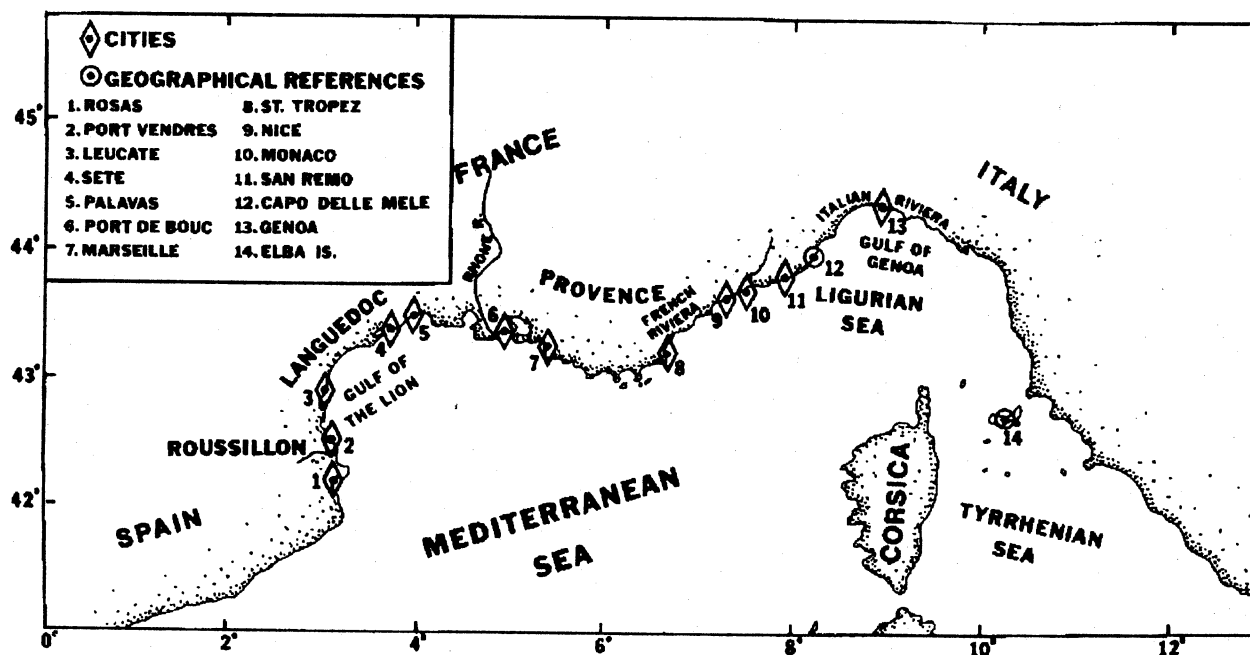 CITIES
GEOGRAPHICAL REFERENCES
1. ROSAS
2. PORT VENDRES
3. LEUCATE
4. SETE
5. PALAVAS
6. PORT DE BOUC
7. MARSEILLE
8. ST. TROPEZ
9. NICE
10. MONACO
11. SAN REMO
12. CAPO DELLE MELE
13. GENOA
14. ELBA IS.
45°
44°
43°
42°
FRANCE
ITALY
RHONE R.
ITALIAN RIVIERA
13
GULF OF
GENOA
12
PROVENCE
LANGUEDOC
FRENCH
RIVIERA
LIGURIAN
SEA
11
10
9
8
7
6
5
4
3
GULF OF
THE LION
ROUSSILLON
2
1
14
SPAIN
MEDITERRANEAN
SEA
CORSICA
TYRRHENIAN
SEA
0°
2°
4°
6°
8°
10°
12°